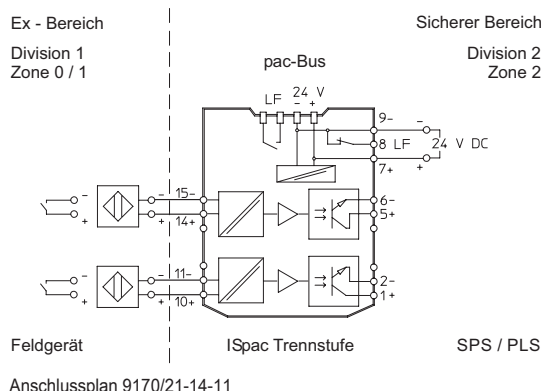 Ex - Bereich
Sicherer Bereich
Division 1
Zone 0 / 1
Division 2
Zone 2
pac-Bus
LF 24 V
- +
9- -
8 LF 24 V DC
7+ +
- - 15-
+ + 14+
6-
5+
- - 11-
+ + 10+
2-
1+
Feldgerät
ISpac Trennstufe
SPS / PLS
Anschlussplan 9170/21-14-11